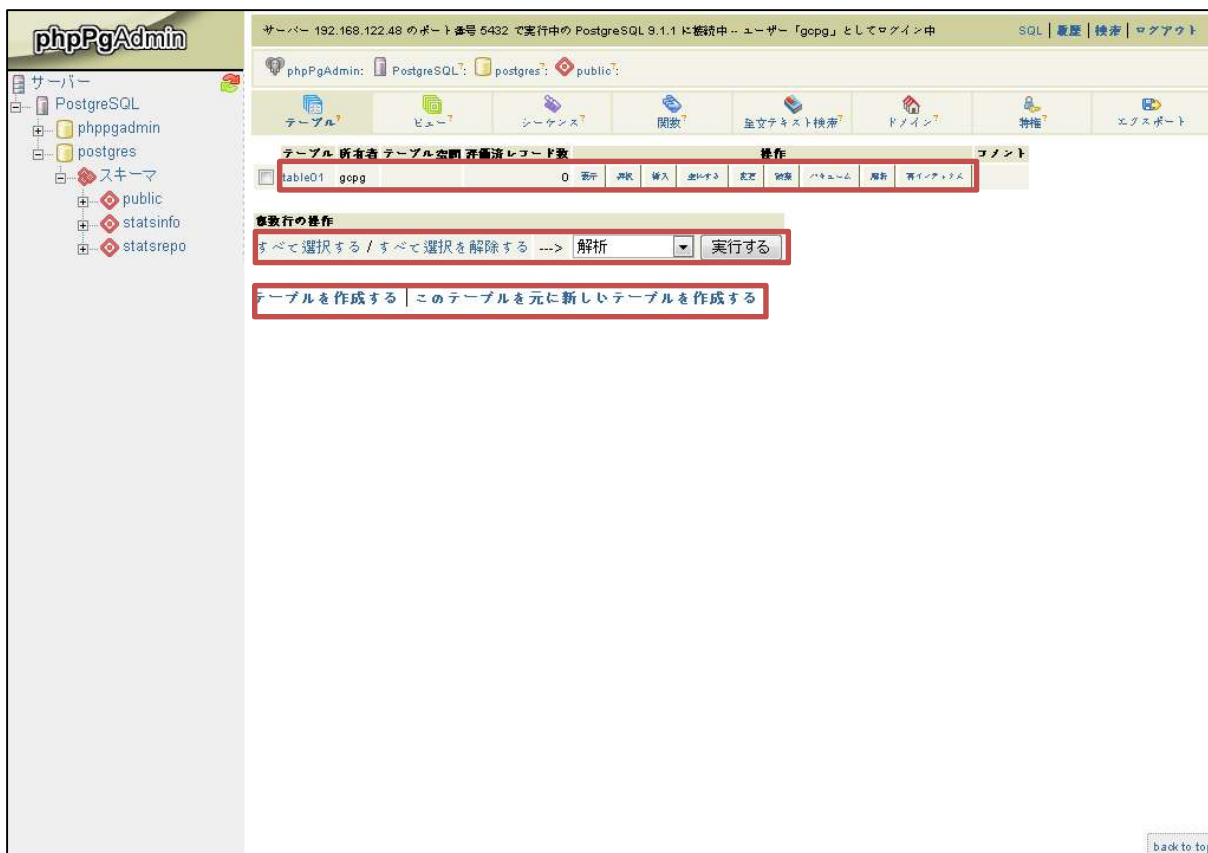 phpPgAdmin
サーバー
PostgreSQL
phppgadmin
postgres
スキーマ
public
statsinfo
statsrepo
サーバー 192.168.122.48 のポート番号 5432 で実行中の PostgreSQL 9.1.1 に接続中 -- ユーザー「gcpg」としてログイン中
SQL | 履歴 | 検索 | ログアウト
phpPgAdmin: PostgreSQL?: postgres?: public?:
テーブル? ビュー? シーケンス? 関数? 全文テキスト検索? ドメイン? 特権? エクスポート
テーブル 所有者 テーブル空間 評価済レコード数 操作 コメント
table01 gcpg 0 表示 選択 挿入 空にする 変更 破棄 バキューム 解析 再インデックス
複数行の操作
すべて選択する / すべて選択を解除する ---> 解析 実行する
テーブルを作成する | このテーブルを元に新しいテーブルを作成する
back to top